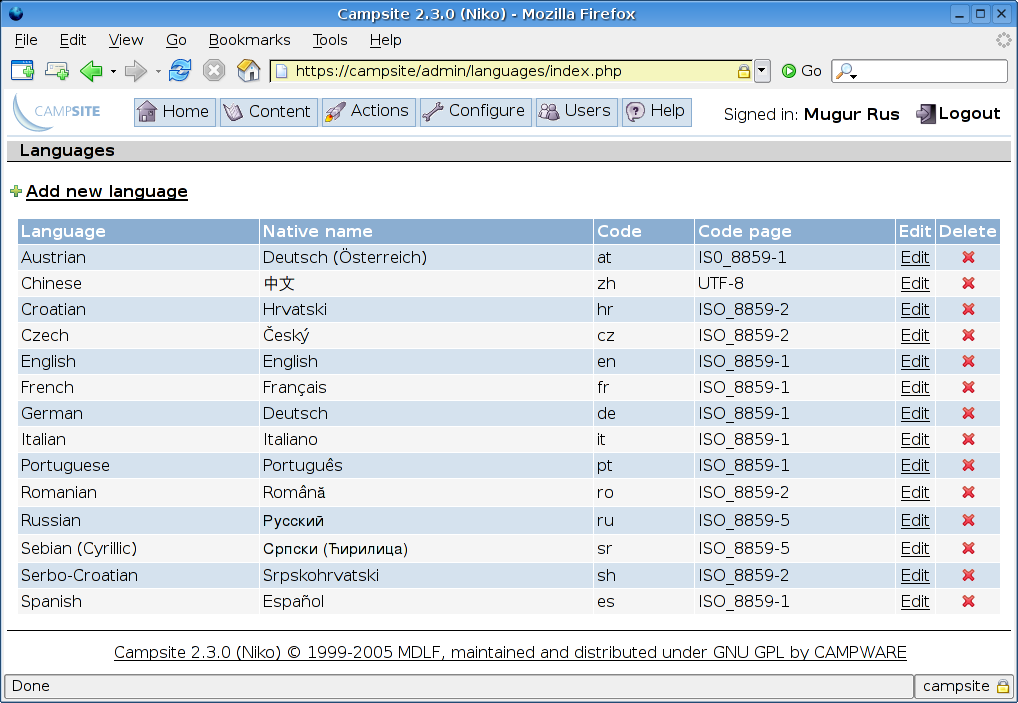 Campsite 2.3.0 (Niko) - Mozilla Firefox
File Edit View Go Bookmarks Tools Help
https://campsite/admin/languages/index.php Go
CAMPSITE Home Content Actions Configure Users Help Signed in: Mugur Rus Logout
Languages
Add new language
Language Native name Code Code page Edit Delete
Austrian Deutsch (Österreich) at IS0_8859-1 Edit
Chinese 中文 zh UTF-8 Edit
Croatian Hrvatski hr ISO_8859-2 Edit
Czech Český cz ISO_8859-2 Edit
English English en ISO_8859-1 Edit
French Français fr ISO_8859-1 Edit
German Deutsch de ISO_8859-1 Edit
Italian Italiano it ISO_8859-1 Edit
Portuguese Português pt ISO_8859-1 Edit
Romanian Română ro ISO_8859-2 Edit
Russian Русский ru ISO_8859-5 Edit
Sebian (Cyrillic) Српски (Ћирилица) sr ISO_8859-5 Edit
Serbo-Croatian Srpskohrvatski sh ISO_8859-2 Edit
Spanish Español es ISO_8859-1 Edit
Campsite 2.3.0 (Niko) © 1999-2005 MDLF, maintained and distributed under GNU GPL by CAMPWARE
Done campsite